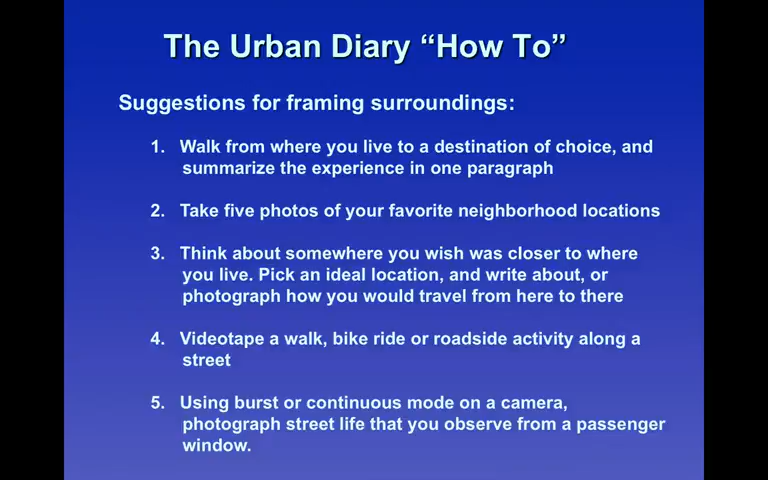 The Urban Diary “How To”
Suggestions for framing surroundings:
1. Walk from where you live to a destination of choice, and
summarize the experience in one paragraph
2. Take five photos of your favorite neighborhood locations
3. Think about somewhere you wish was closer to where
you live. Pick an ideal location, and write about, or
photograph how you would travel from here to there
4. Videotape a walk, bike ride or roadside activity along a
street
5. Using burst or continuous mode on a camera,
photograph street life that you observe from a passenger
window.